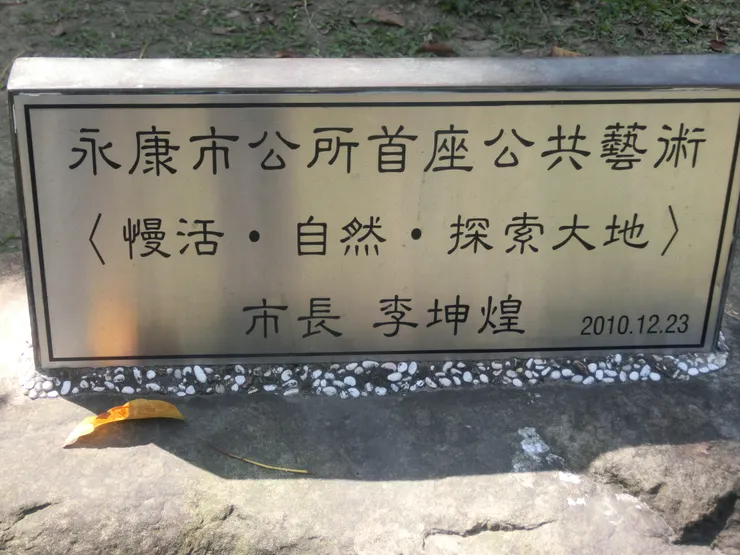 永康市公所首座公共藝術
〈慢活・自然・探索大地〉
市長 李坤煌 2010.12.23